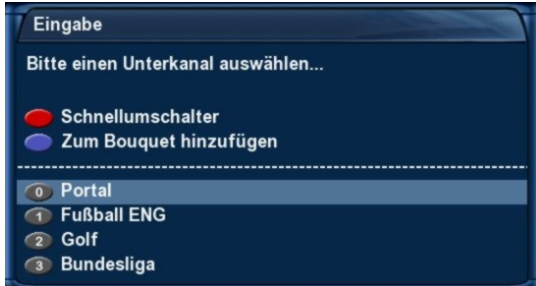 Eingabe
Bitte einen Unterkanal auswählen...
Schnellumschalter
Zum Bouquet hinzufügen
0 Portal
1 Fußball ENG
2 Golf
3 Bundesliga